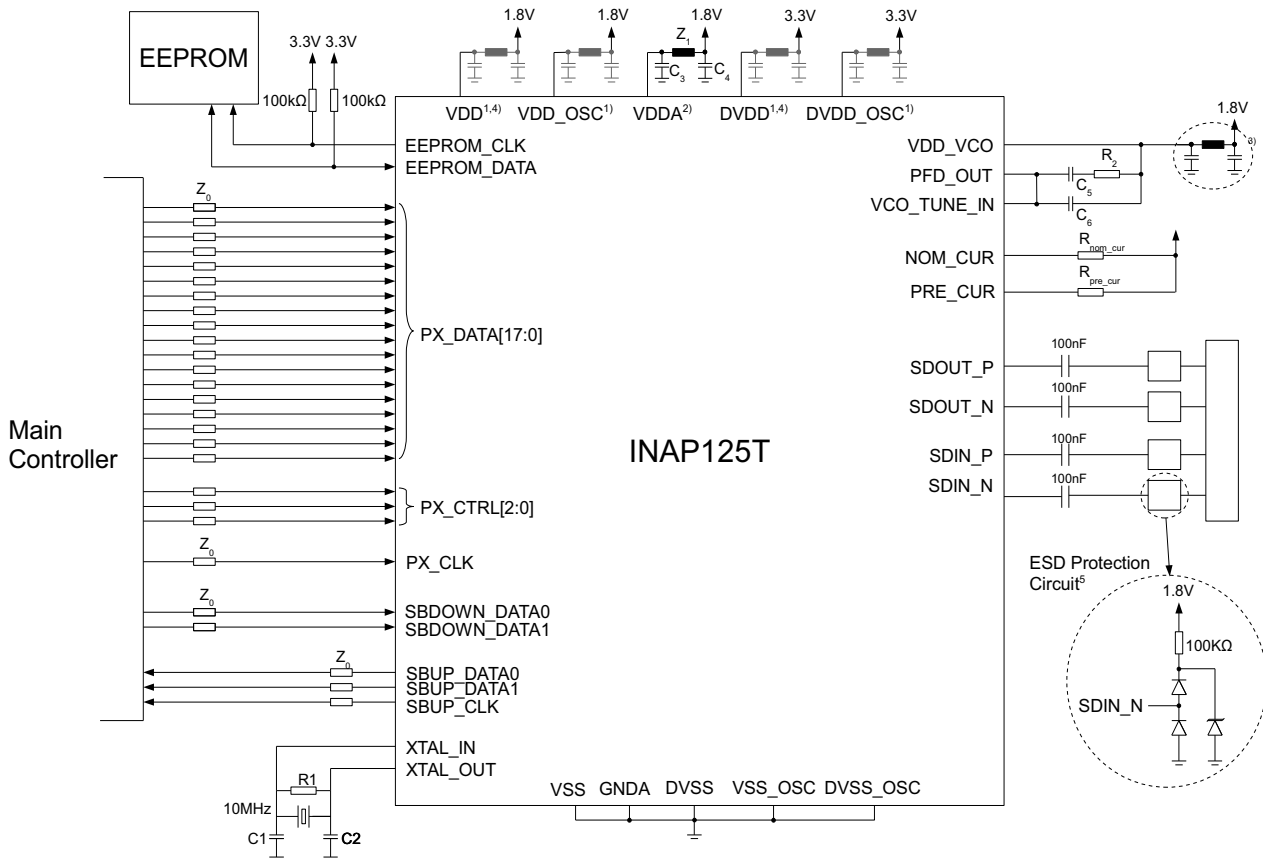 1.8V 1.8V 1.8V 3.3V 3.3V
EEPROM
3.3V 3.3V
Z1
C3 C4
100kΩ 100kΩ
VDD1,4) VDD_OSC1) VDDA2) DVDD1,4) DVDD_OSC1)
1.8V
3)
EEPROM_CLK
EEPROM_DATA
VDD_VCO
PFD_OUT
VCO_TUNE_IN
R2
C5
C6
NOM_CUR
PRE_CUR
Rnom_cur
Rpre_cur
Z0
PX_DATA[17:0]
Main
Controller
INAP125T
SDOUT_P
100nF
SDOUT_N
100nF
SDIN_P
100nF
SDIN_N
100nF
PX_CTRL[2:0]
Z0
PX_CLK
Z0
SBDOWN_DATA0
SBDOWN_DATA1
Z0
SBUP_DATA0
SBUP_DATA1
SBUP_CLK
ESD Protection
Circuit5
1.8V
100KΩ
SDIN_N
XTAL_IN
XTAL_OUT
R1
10MHz
C1 C2
VSS GNDA DVSS VSS_OSC DVSS_OSC